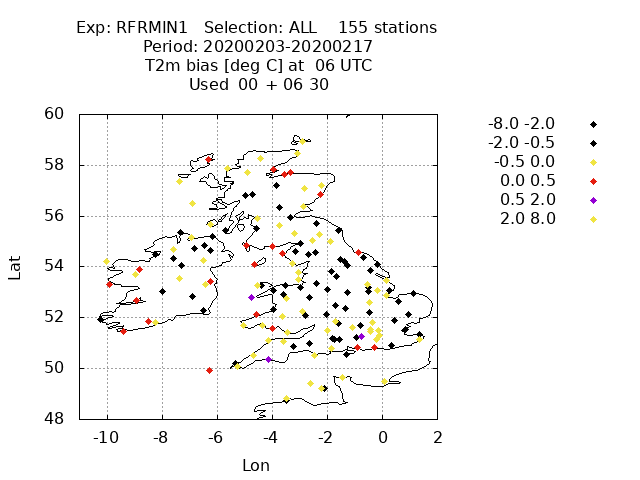 Exp: RFRMIN1 Selection: ALL 155 stations
Period: 20200203-20200217
T2m bias [deg C] at 06 UTC
Used 00 + 06 30
60
58
56
54
52
50
48
-10 -8 -6 -4 -2 0 2
Lat
Lon
-8.0 -2.0
-2.0 -0.5
-0.5 0.0
0.0 0.5
0.5 2.0
2.0 8.0